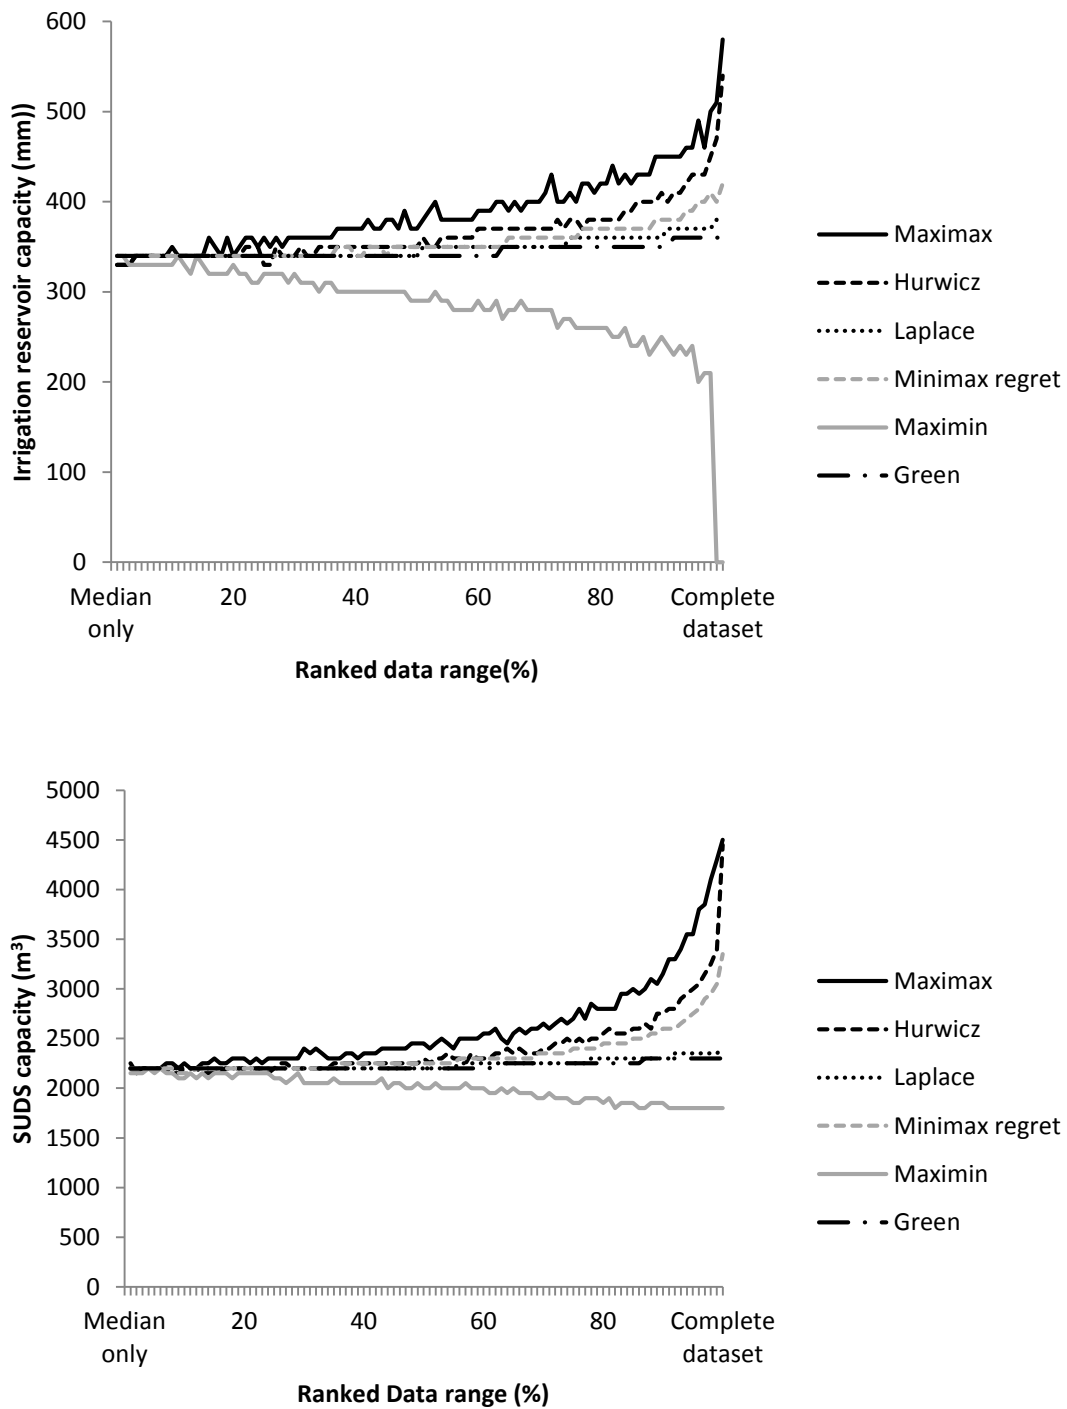 600
500
400
300
200
100
0
Irrigation reservoir capacity (mm))
Median only
20
40
60
80
Complete dataset
Ranked data range(%)
Maximax
Hurwicz
Laplace
Minimax regret
Maximin
Green
5000
4500
4000
3500
3000
2500
2000
1500
1000
500
0
SUDS capacity (m³)
Median only
20
40
60
80
Complete dataset
Ranked Data range (%)
Maximax
Hurwicz
Laplace
Minimax regret
Maximin
Green